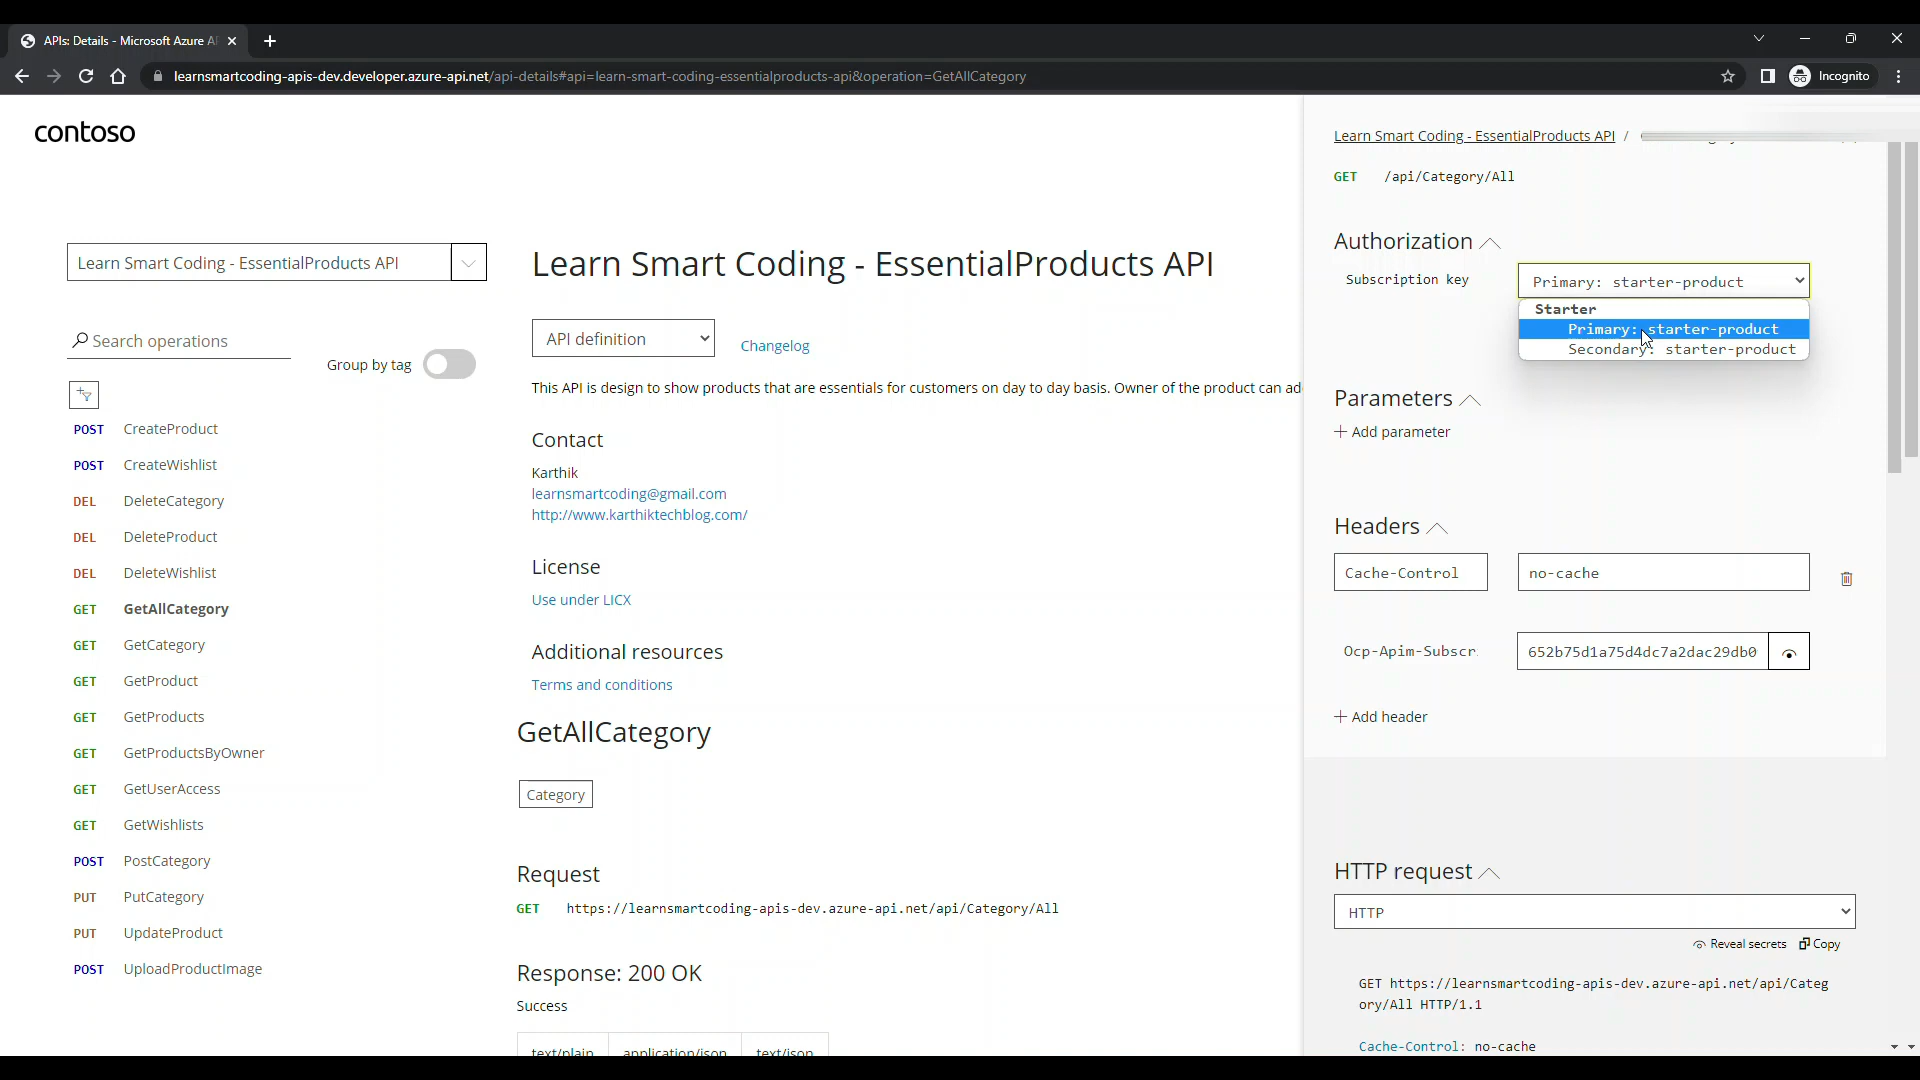 APIs: Details - Microsoft Azure A
learnsmartcoding-apis-dev.developer.azure-api.net/api-details#api=learn-smart-coding-essentialproducts-api&operation=GetAllCategory
Incognito
contoso
Learn Smart Coding - EssentialProducts API
Search operations
Group by tag
POST CreateProduct
POST CreateWishlist
DEL DeleteCategory
DEL DeleteProduct
DEL DeleteWishlist
GET GetAllCategory
GET GetCategory
GET GetProduct
GET GetProducts
GET GetProductsByOwner
GET GetUserAccess
GET GetWishlists
POST PostCategory
PUT PutCategory
PUT UpdateProduct
POST UploadProductImage
Learn Smart Coding - EssentialProducts API
API definition
Changelog
This API is design to show products that are essentials for customers on day to day basis. Owner of the product can ad
Contact
Karthik
learnsmartcoding@gmail.com
http://www.karthiktechblog.com/
License
Use under LICX
Additional resources
Terms and conditions
GetAllCategory
Category
Request
GET https://learnsmartcoding-apis-dev.azure-api.net/api/Category/All
Response: 200 OK
Success
text/plain application/json text/json
Learn Smart Coding - EssentialProducts API /
GET /api/Category/All
Authorization
Subscription key
Primary: starter-product
Starter
Primary: starter-product
Secondary: starter-product
Parameters
+ Add parameter
Headers
Cache-Control no-cache
Ocp-Apim-Subscr 652b75d1a75d4dc7a2dac29db0
+ Add header
HTTP request
HTTP
Reveal secrets Copy
GET https://learnsmartcoding-apis-dev.azure-api.net/api/Categ
ory/All HTTP/1.1
Cache-Control: no-cache